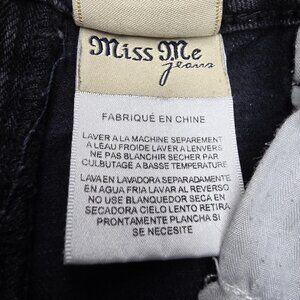 Miss Me
jeans
FABRIQUÉ EN CHINE
LAVER A LA MACHINE SEPAREMENT
A LEAU FROIDE LAVER A LENVERS
NE PAS BLANCHIR SECHER PAR
CULBUTAGE A BASSE TEMPERATURE
LAVA EN LAVADORA SEPARADAMENTE
EN AGUA FRIA LAVAR AL REVERSO
NO USE BLANQUEDOR SECA EN
SECADORA CIELO LENTO RETIRA
PRONTAMENTE PLANCHA SI
SE NECESITE